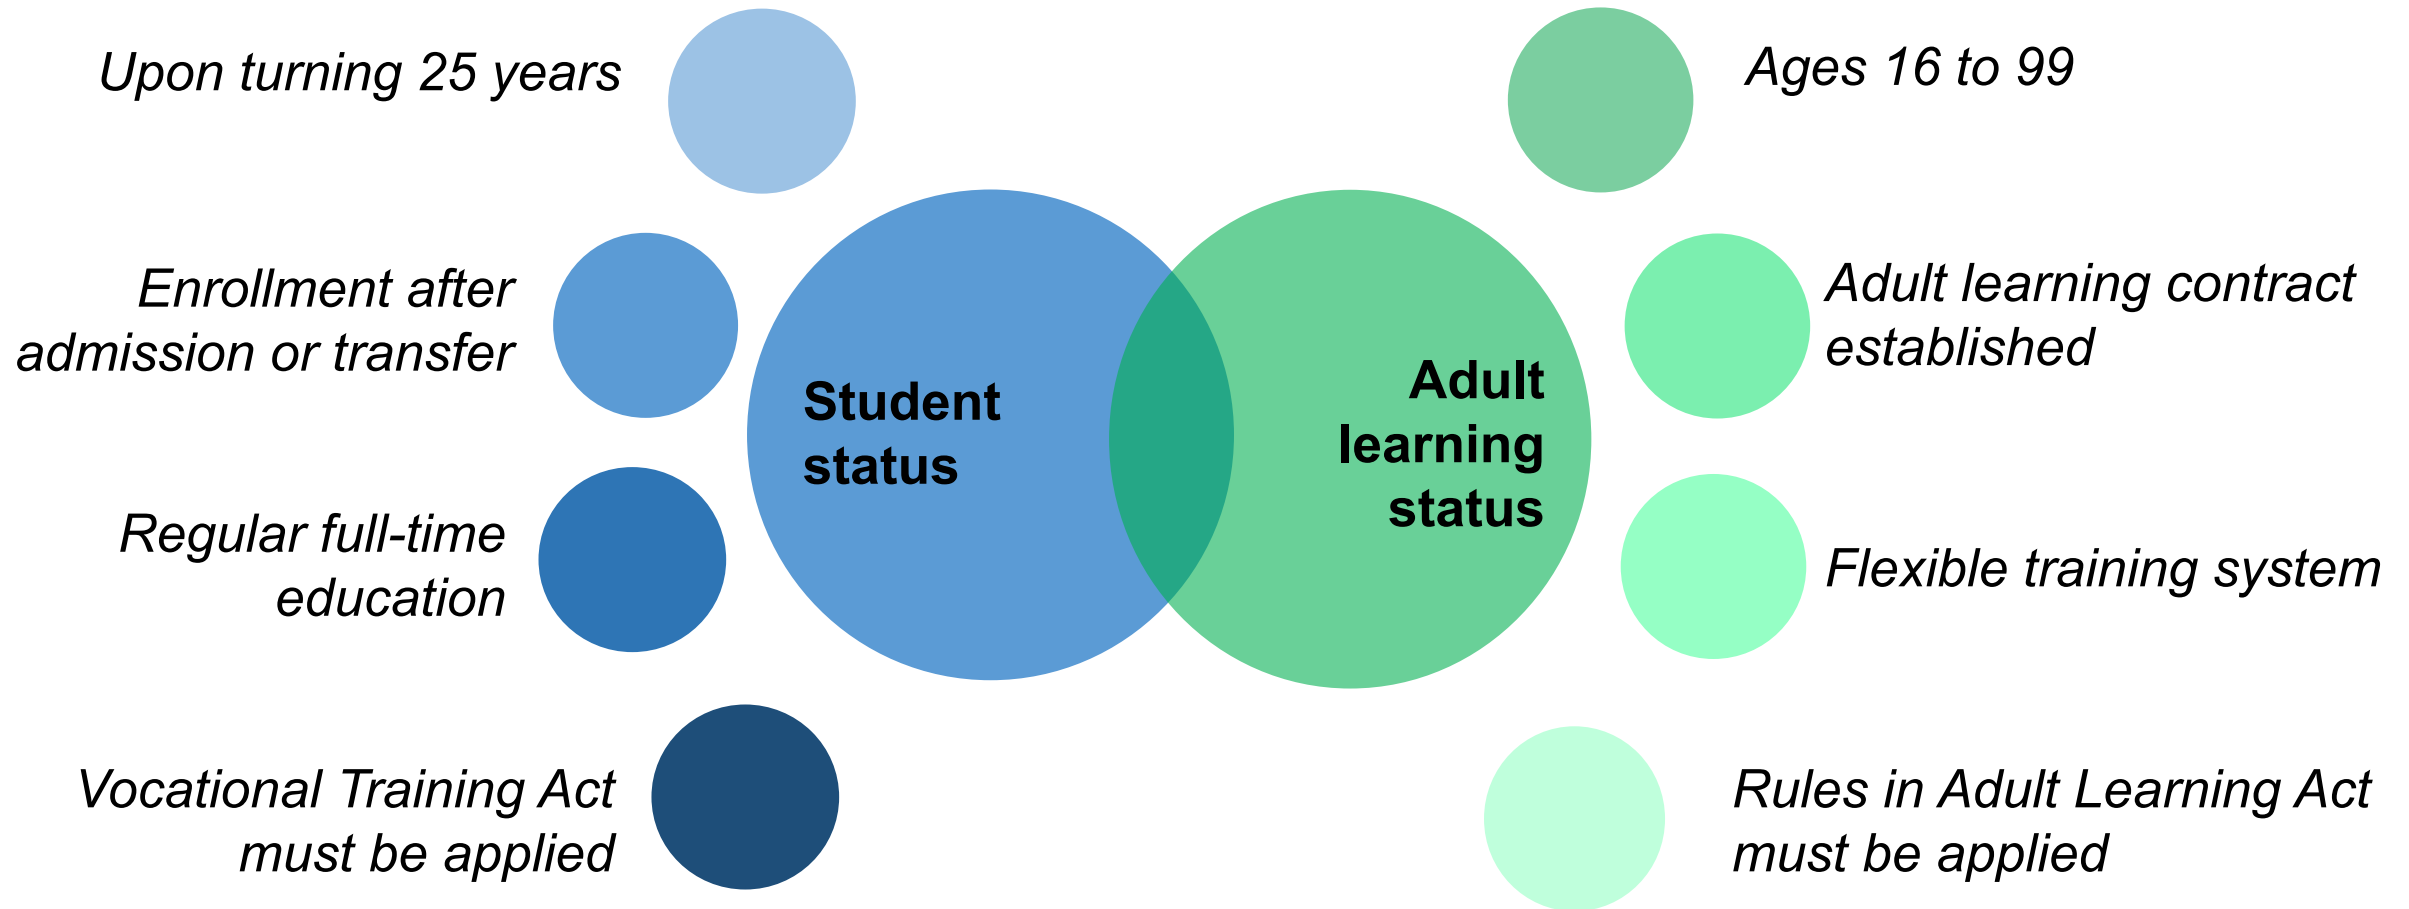 Upon turning 25 years
Enrollment after
admission or transfer
Regular full-time
education
Vocational Training Act
must be applied
Student
status
Adult
learning
status
Ages 16 to 99
Adult learning contract
established
Flexible training system
Rules in Adult Learning Act
must be applied